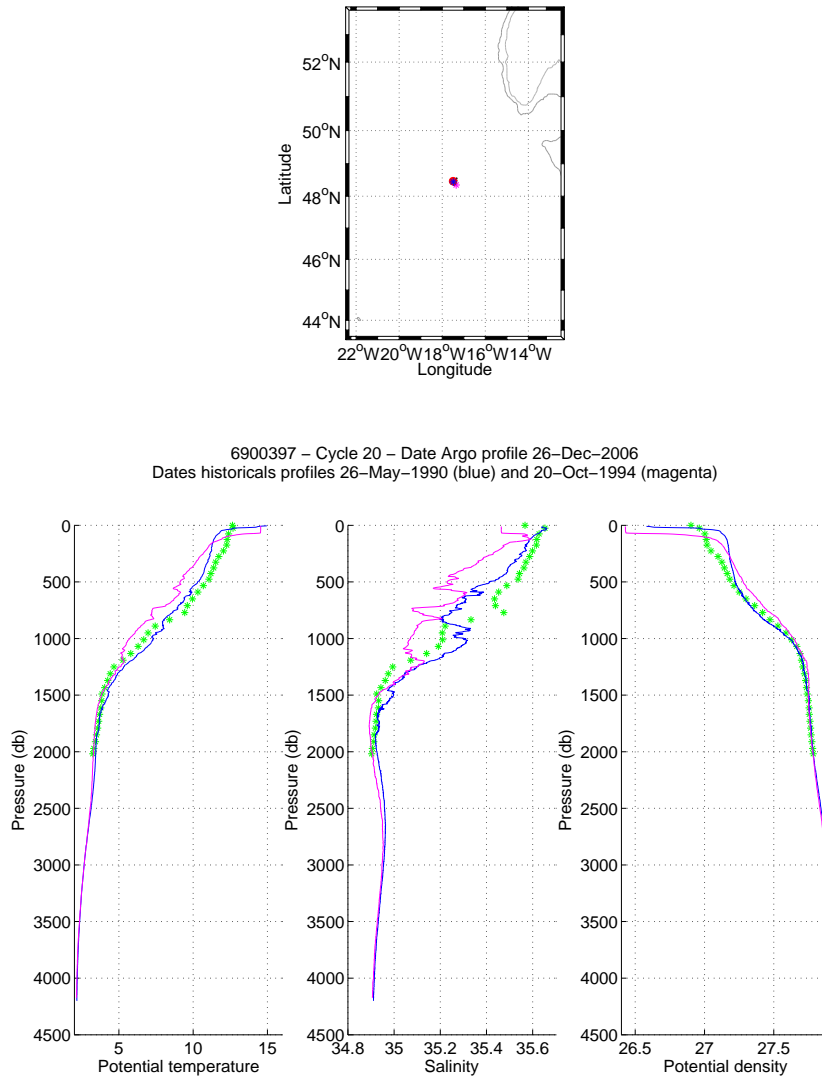 52°N
50°N
48°N
46°N
44°N
Latitude
22°W 20°W 18°W 16°W 14°W
Longitude
6900397 − Cycle 20 − Date Argo profile 26−Dec−2006
Dates historicals profiles 26−May−1990 (blue) and 20−Oct−1994 (magenta)
0
500
1000
1500
2000
2500
3000
3500
4000
4500
Pressure (db)
5 10 15
Potential temperature
0
500
1000
1500
2000
2500
3000
3500
4000
4500
Pressure (db)
34.8 35 35.2 35.4 35.6
Salinity
0
500
1000
1500
2000
2500
3000
3500
4000
4500
Pressure (db)
26.5 27 27.5
Potential density